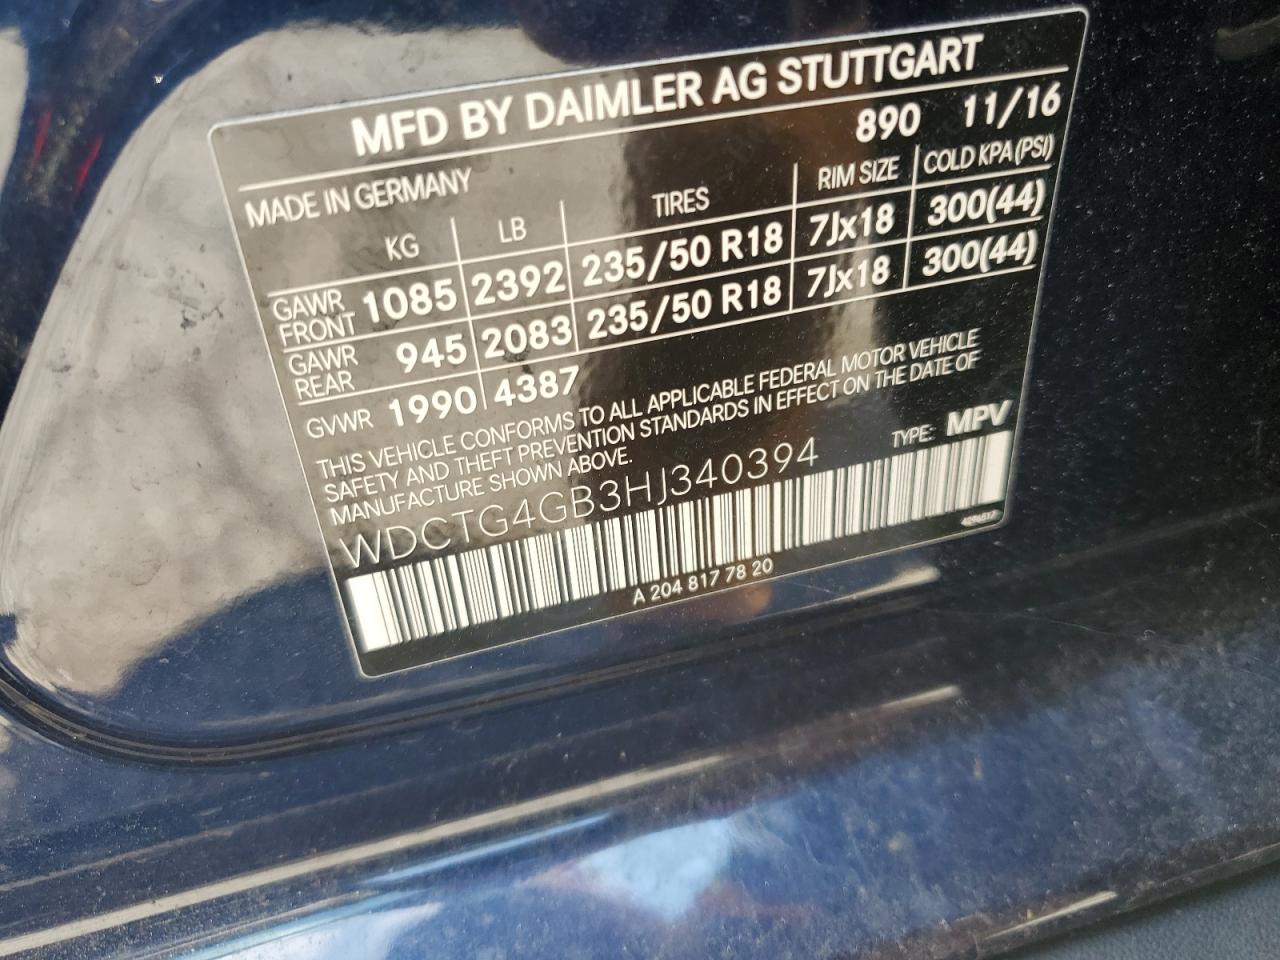 MFD BY DAIMLER AG STUTTGART
890 11/16
MADE IN GERMANY
KG LB TIRES RIM SIZE COLD KPA (PSI)
GAWR FRONT 1085 2392 235/50 R18 7Jx18 300(44)
GAWR REAR 945 2083 235/50 R18 7Jx18 300(44)
GVWR 1990 4387
THIS VEHICLE CONFORMS TO ALL APPLICABLE FEDERAL MOTOR VEHICLE
SAFETY AND THEFT PREVENTION STANDARDS IN EFFECT ON THE DATE OF
MANUFACTURE SHOWN ABOVE.
TYPE: MPV
WDCTG4GB3HJ340394
A 204 817 78 20